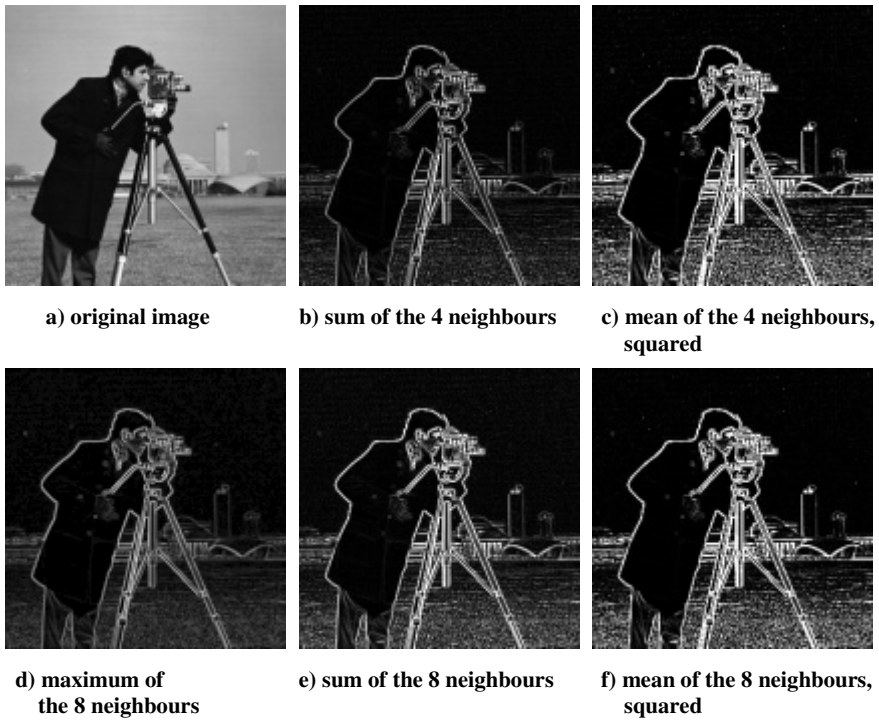 a) original image
b) sum of the 4 neighbours
c) mean of the 4 neighbours,
squared
d) maximum of
the 8 neighbours
e) sum of the 8 neighbours
f) mean of the 8 neighbours,
squared